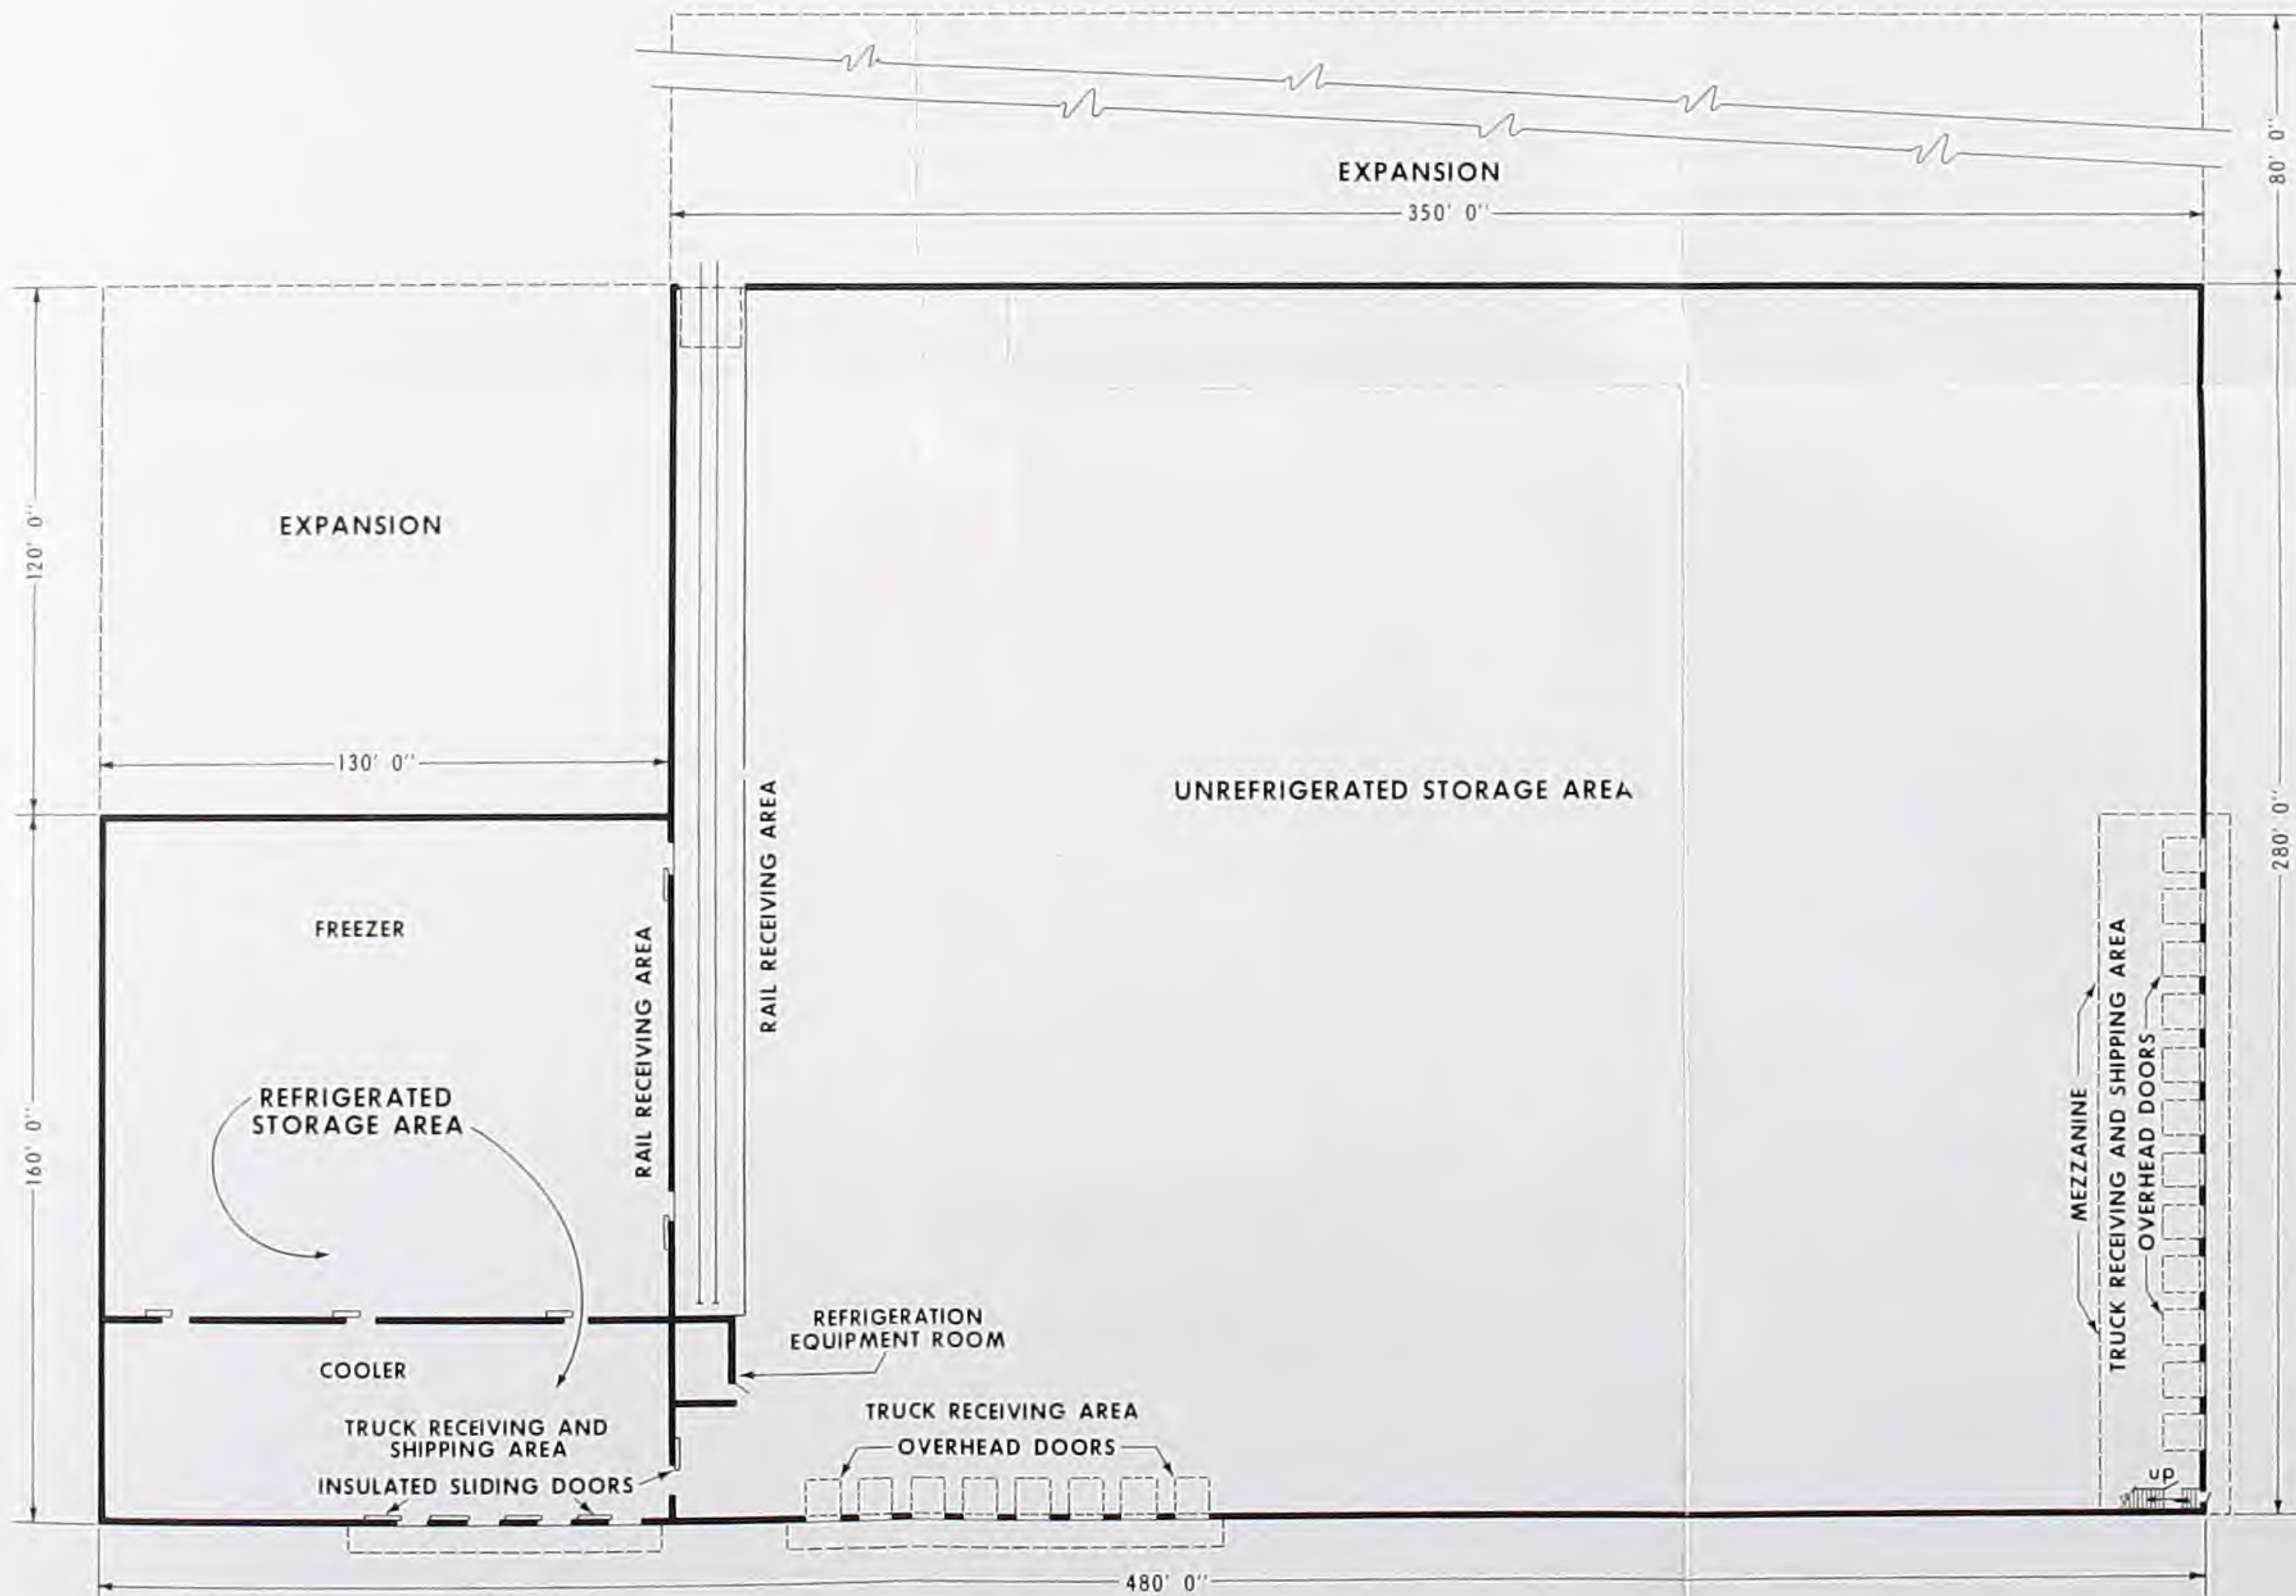 EXPANSION
350' 0''
80' 0''
EXPANSION
120' 0''
130' 0''
UNREFRIGERATED STORAGE AREA
280' 0''
RAIL RECEIVING AREA
FREEZER
RAIL RECEIVING AREA
REFRIGERATED
STORAGE AREA
160' 0''
MEZZANINE
TRUCK RECEIVING AND SHIPPING AREA
OVERHEAD DOORS
REFRIGERATION
EQUIPMENT ROOM
COOLER
TRUCK RECEIVING AND
SHIPPING AREA
INSULATED SLIDING DOORS
TRUCK RECEIVING AREA
OVERHEAD DOORS
up
480' 0''